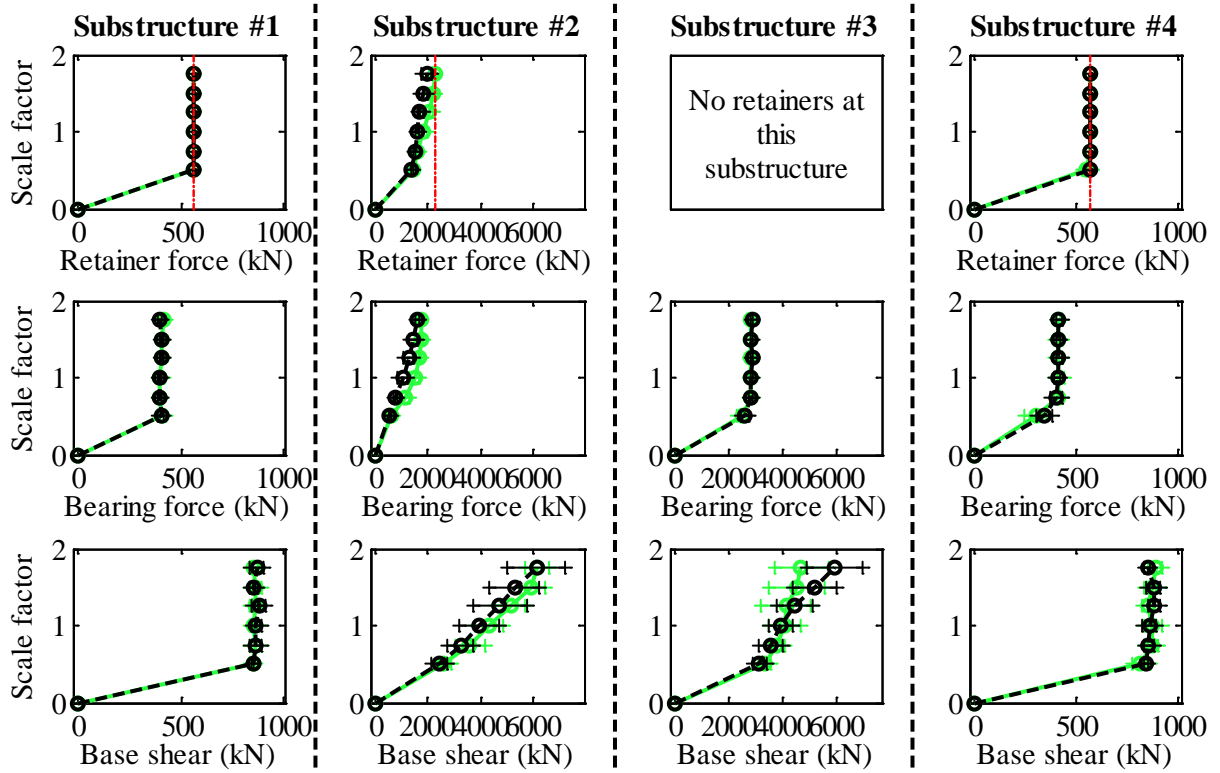 Substructure #1 Substructure #2 Substructure #3 Substructure #4
Scale factor
2
1
0
0 500 1000
Retainer force (kN)
2
1
0
0 2000 4000 6000
Retainer force (kN)
No retainers at
this
substructure
2
1
0
0 500 1000
Retainer force (kN)
Scale factor
2
1
0
0 500 1000
Bearing force (kN)
2
1
0
0 2000 4000 6000
Bearing force (kN)
2
1
0
0 2000 4000 6000
Bearing force (kN)
2
1
0
0 500 1000
Bearing force (kN)
Scale factor
2
1
0
0 500 1000
Base shear (kN)
2
1
0
0 2000 4000 6000
Base shear (kN)
2
1
0
0 2000 4000 6000
Base shear (kN)
2
1
0
0 500 1000
Base shear (kN)